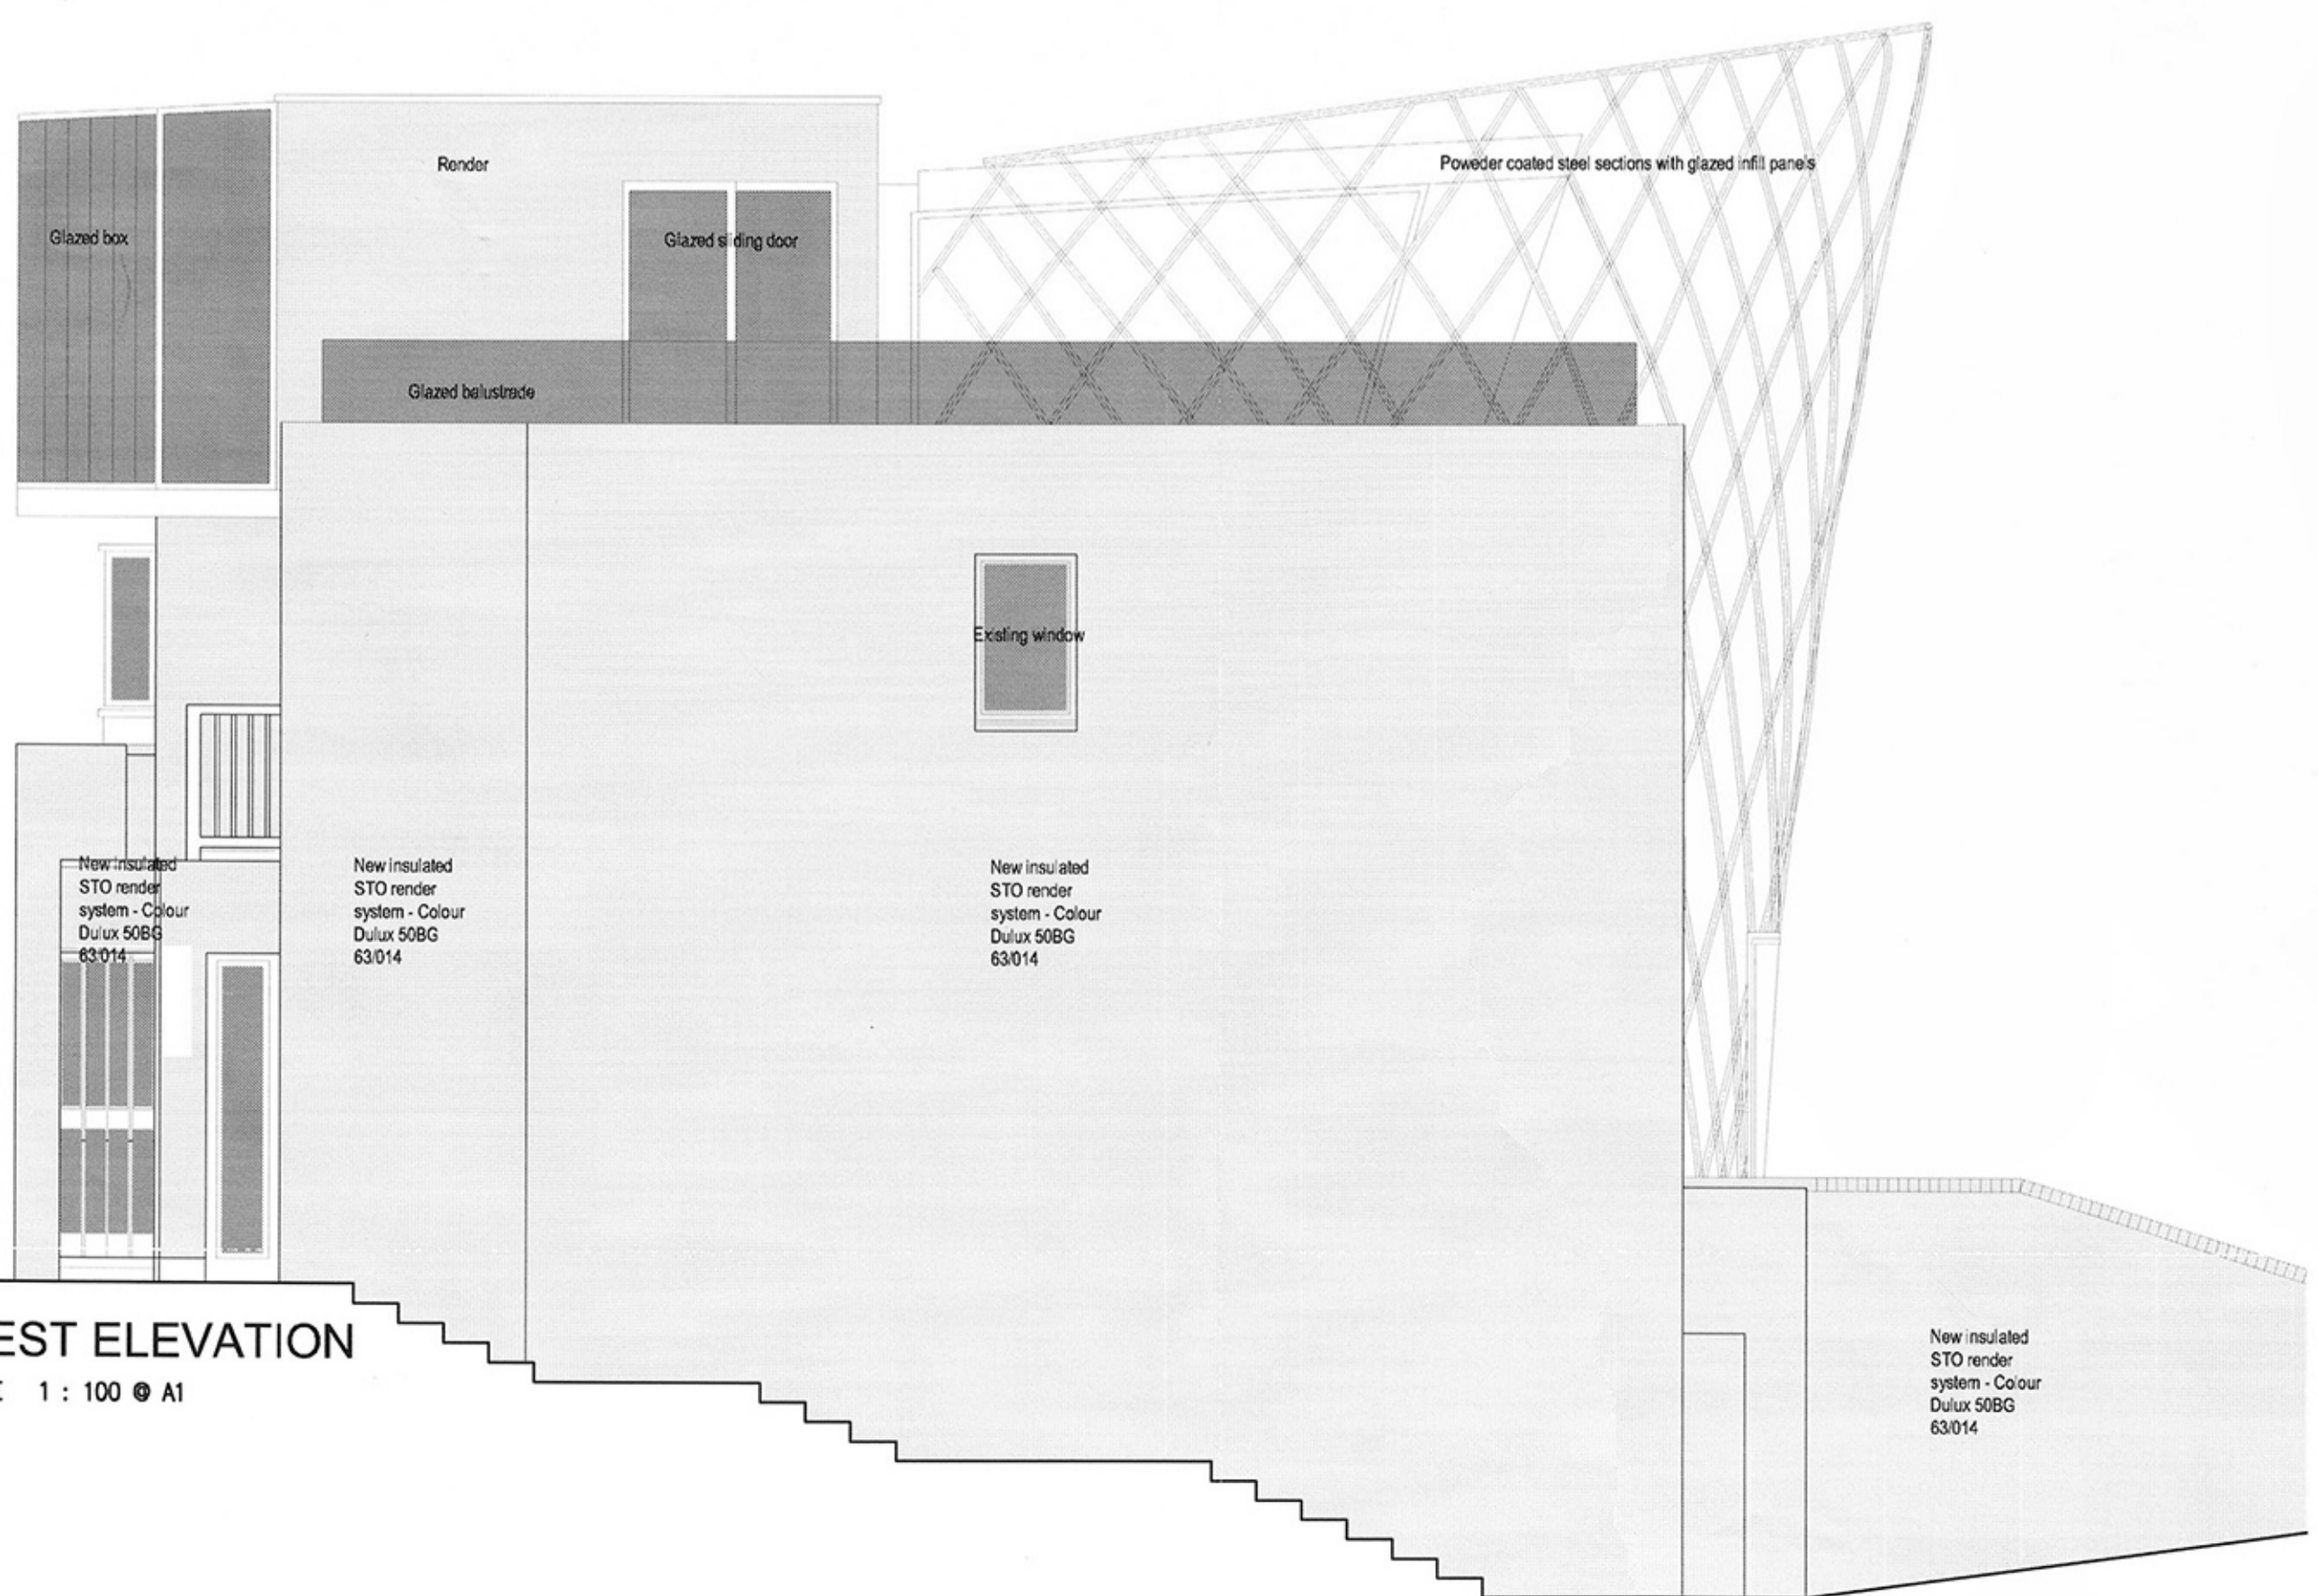 Render
Poweder coated steel sections with glazed infill panels
Glazed box
Glazed sliding door
Glazed balustrade
Existing window
New insulated
STO render
system - Colour
Dulux 50BG
63/014
New insulated
STO render
system - Colour
Dulux 50BG
63/014
New insulated
STO render
system - Colour
Dulux 50BG
63/014
New insulated
STO render
system - Colour
Dulux 50BG
63/014
EST ELEVATION
1 : 100 @ A1